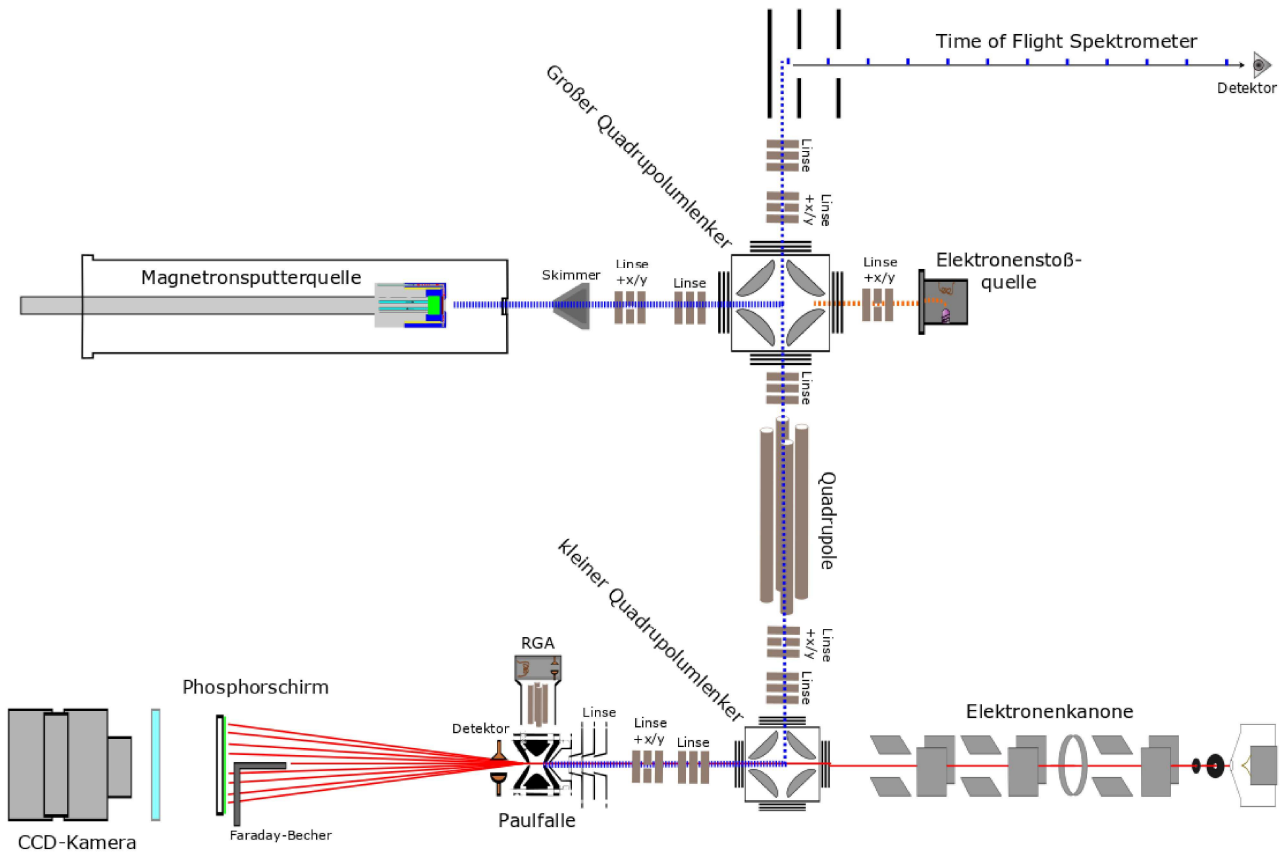 Time of Flight Spektrometer
Detektor
Großer Quadrupolumlenker
Linse
Linse
+x/y
Magnetronsputterquelle
Skimmer
Linse
+x/y
Linse
Linse
+x/y
Elektronenstoß-
quelle
Linse
Quadrupole
kleiner Quadrupolumlenker
Linse
+x/y
Linse
RGA
Phosphorschirm
Detektor
Linse
Linse
+x/y
Linse
Elektronenkanone
Paulfalle
Faraday-Becher
CCD-Kamera